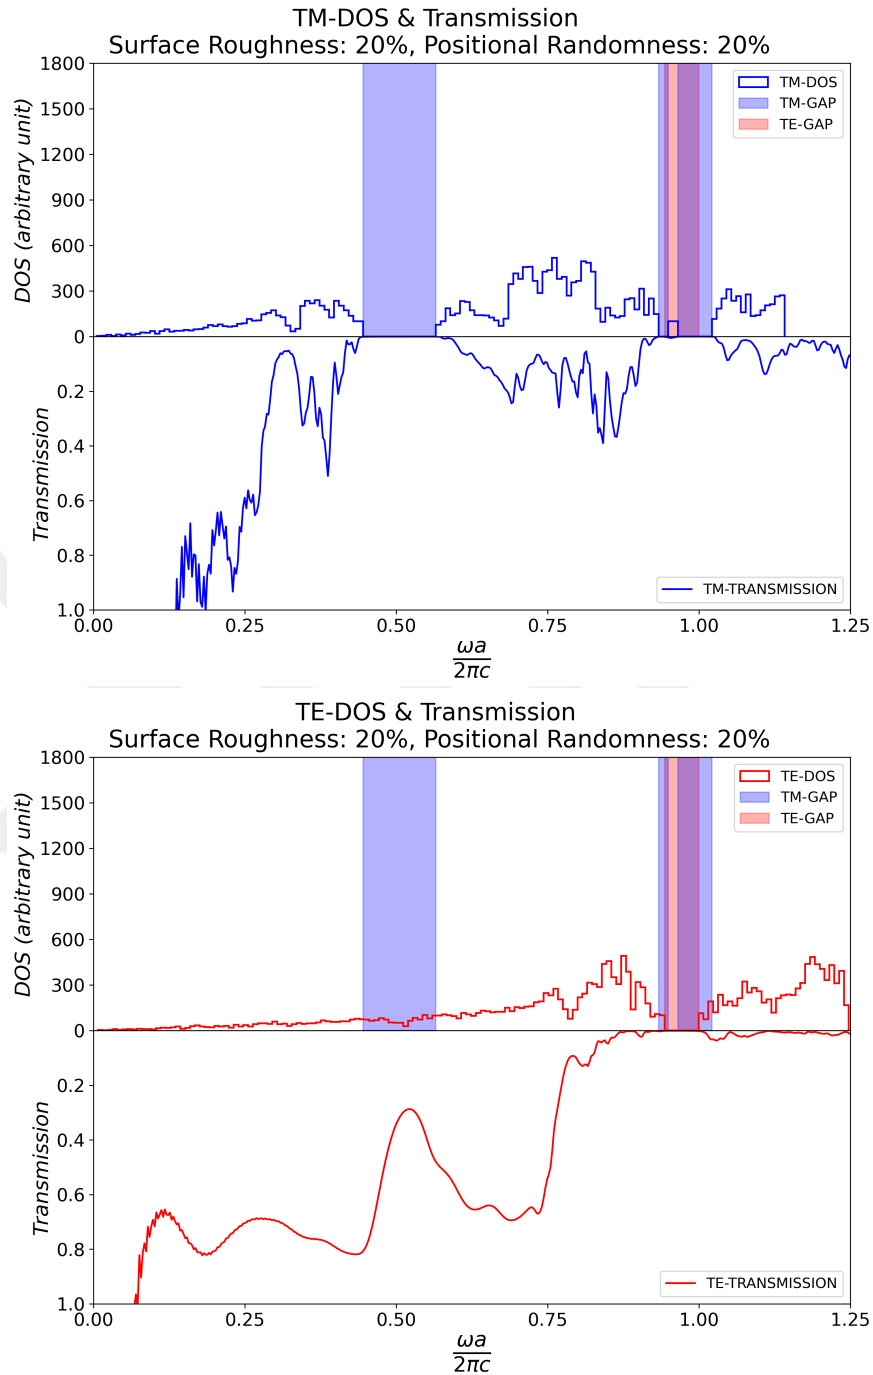 TM-DOS & Transmission
Surface Roughness: 20%, Positional Randomness: 20%
1800
1500
1200
900
600
300
0
DOS (arbitrary unit)
TM-DOS
TM-GAP
TE-GAP
0.2
0.4
0.6
0.8
1.0
Transmission
TM-TRANSMISSION
0.00 0.25 0.50 0.75 1.00 1.25
ωa
2πc
TE-DOS & Transmission
Surface Roughness: 20%, Positional Randomness: 20%
1800
1500
1200
900
600
300
0
DOS (arbitrary unit)
TE-DOS
TM-GAP
TE-GAP
0.2
0.4
0.6
0.8
1.0
Transmission
TE-TRANSMISSION
0.00 0.25 0.50 0.75 1.00 1.25
ωa
2πc